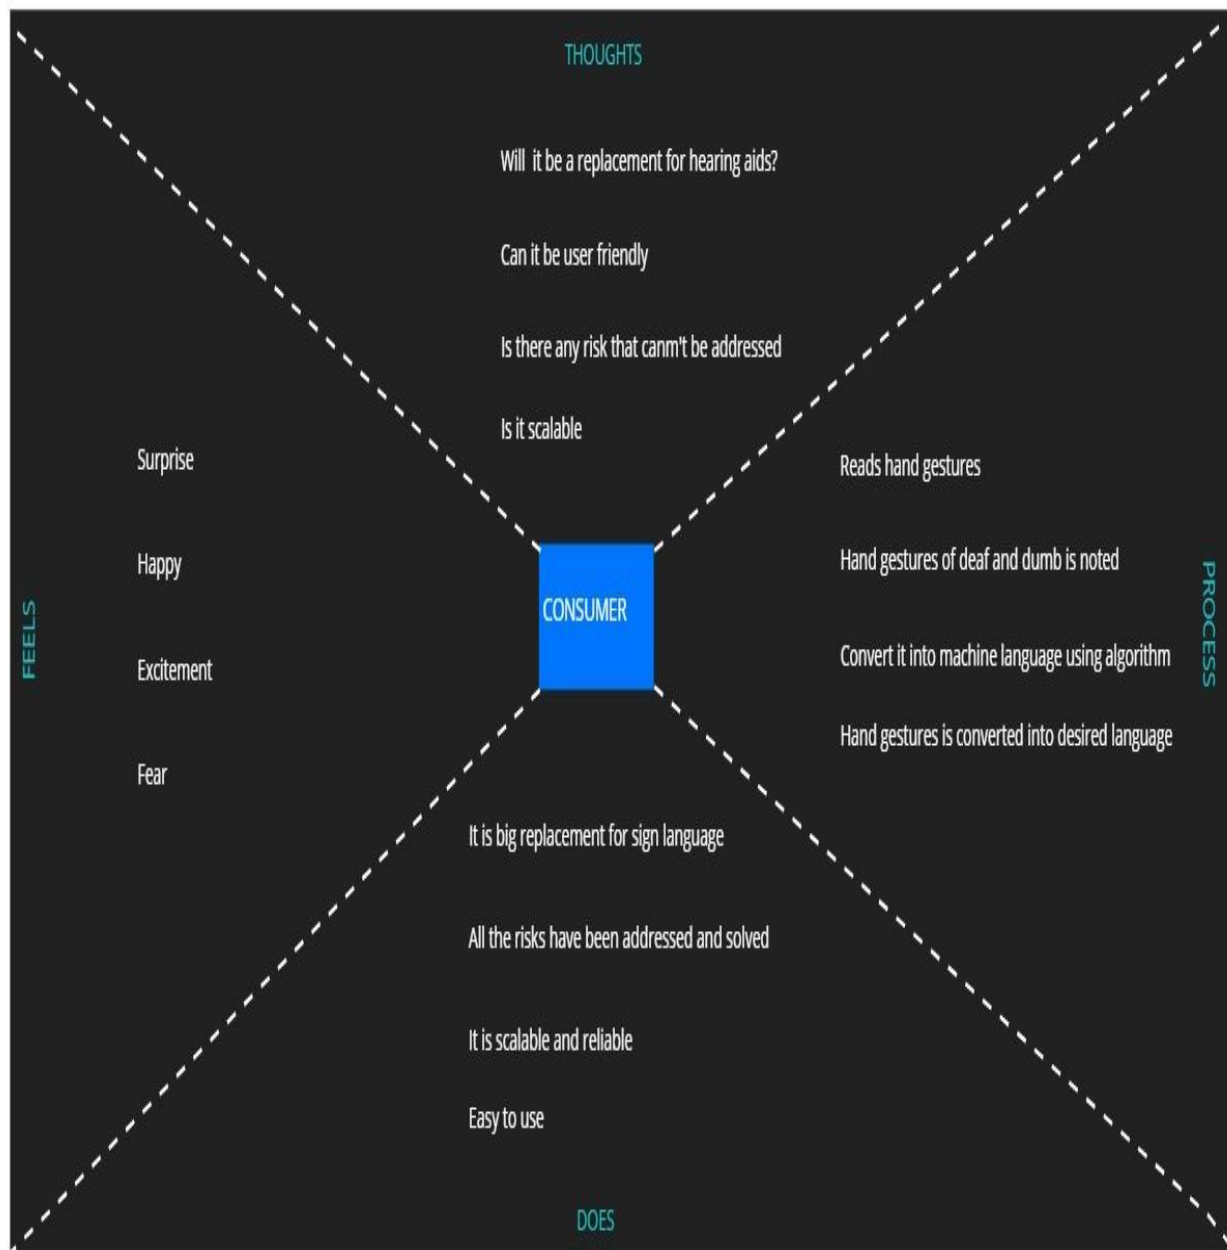 THOUGHTS
Will it be a replacement for hearing aids?
Can it be user friendly
Is there any risk that canm't be addressed
Is it scalable
FEELS
Surprise
Happy
Excitement
Fear
CONSUMER
Reads hand gestures
Hand gestures of deaf and dumb is noted
Convert it into machine language using algorithm
Hand gestures is converted into desired language
PROCESS
It is big replacement for sign language
All the risks have been addressed and solved
It is scalable and reliable
Easy to use
DOES